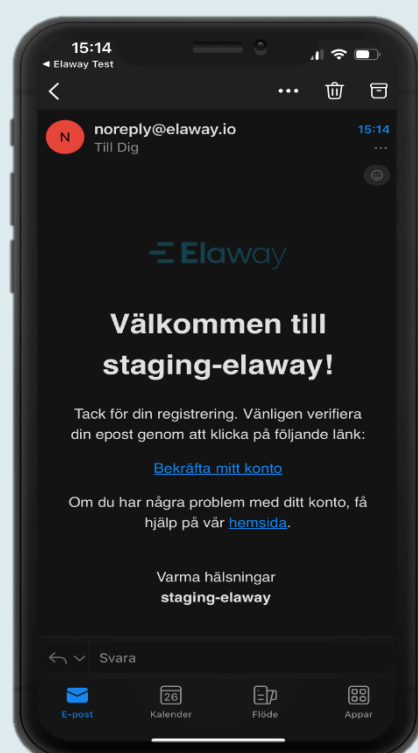 15:14
◀ Elaway Test
N
noreply@elaway.io
15:14
Till Dig
Elaway
Välkommen till
staging-elaway!
Tack för din registrering. Vänligen verifiera
din epost genom att klicka på följande länk:
Bekräfta mitt konto
Om du har några problem med ditt konto, få
hjälp på vår hemsida.
Varma hälsningar
staging-elaway
Svara
26
E-post
Kalender
Flöde
Appar